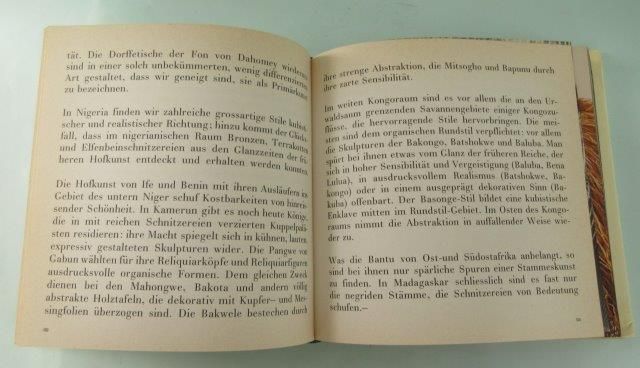 tät. Die Dorffetische der Fon von Dahomey wiederum
sind in einer solch unbekümmerten, wenig differenzierten
Art gestaltet, dass wir geneigt sind, sie als Primärkunst
zu bezeichnen.
In Nigeria finden wir zahlreiche grossartige Stile kubisti-
scher und realistischer Richtung; hinzu kommt der Glücks-
fall, dass im nigerianischen Raum Bronzen, Terrakotten
und Elfenbeinschnitzereien aus den Glanzzeiten der frü-
heren Hofkunst entdeckt und erhalten werden konnten.
Die Hofkunst von Ife und Benin mit ihren Ausläufern im
Gebiet des untern Niger schuf Kostbarkeiten von hinreis-
sender Schönheit. In Kamerun gibt es noch heute Könige,
die in mit reichen Schnitzereien verzierten Kuppelpalä-
sten residieren: ihre Macht spiegelt sich in kühnen, lauten,
expressiv gestalteten Skulpturen wider. Die Pangwe von
Gabun wählten für ihre Reliquiarköpfe und Reliquiarfiguren
ausdrucksvolle organische Formen. Dem gleichen Zweck
dienen bei den Mahongwe, Bakota und andern völlig
abstrakte Holztafeln, die dekorativ mit Kupfer- und Mes-
singfolien überzogen sind. Die Bakwele bestechen durch
ihre strenge Abstraktion, die Mitsogho und Bapunu durch
ihre zarte Sensibilität.
Im weiten Kongoraum sind es vor allem die an den Ur-
waldsaum grenzenden Savannengebiete einiger Kongozu-
flüsse, die hervorragende Stile hervorbringen. Die mei-
sten sind dem organischen Rundstil verpflichtet: vor allem
die Skulpturen der Bakongo, Batshokwe und Baluba. Man
spürt bei ihnen etwas vom Glanz der früheren Reiche, der
sich in hoher Sensibilität und Vergeistigung (Baluba, Bena
Lulua), in ausdrucksvollem Realismus (Batshokwe, Ba-
kongo) oder in einem ausgeprägt dekorativen Sinn (Ba-
kuba) offenbart. Der Basonge-Stil bildet eine kubistische
Enklave mitten im Rundstil-Gebiet. Im Osten des Kongo-
raums nimmt die Abstraktion in auffallender Weise wie-
der zu.
Was die Bantu von Ost-und Südostafrika anbelangt, so
sind bei ihnen nur spärliche Spuren einer Stammeskunst
zu finden. In Madagaskar schliesslich sind es fast nur
die negriden Stämme, die Schnitzereien von Bedeutung
schufen.–